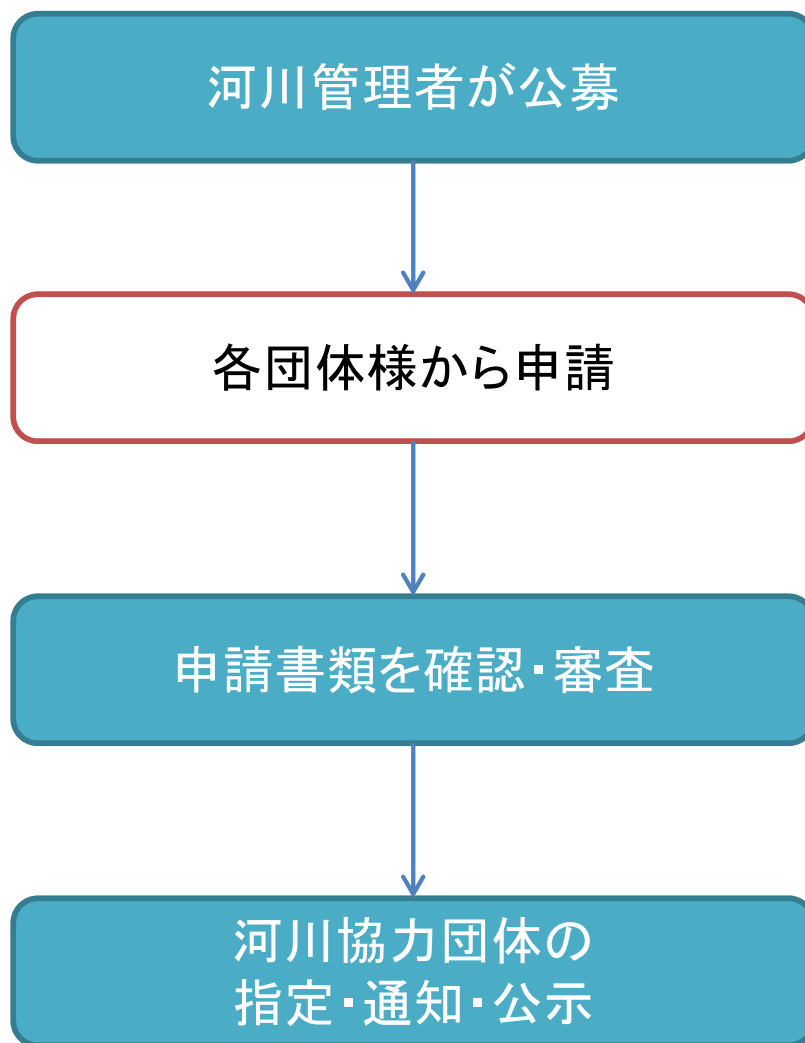 河川管理者が公募
各団体様から申請
申請書類を確認・審査
河川協力団体の
指定・通知・公示